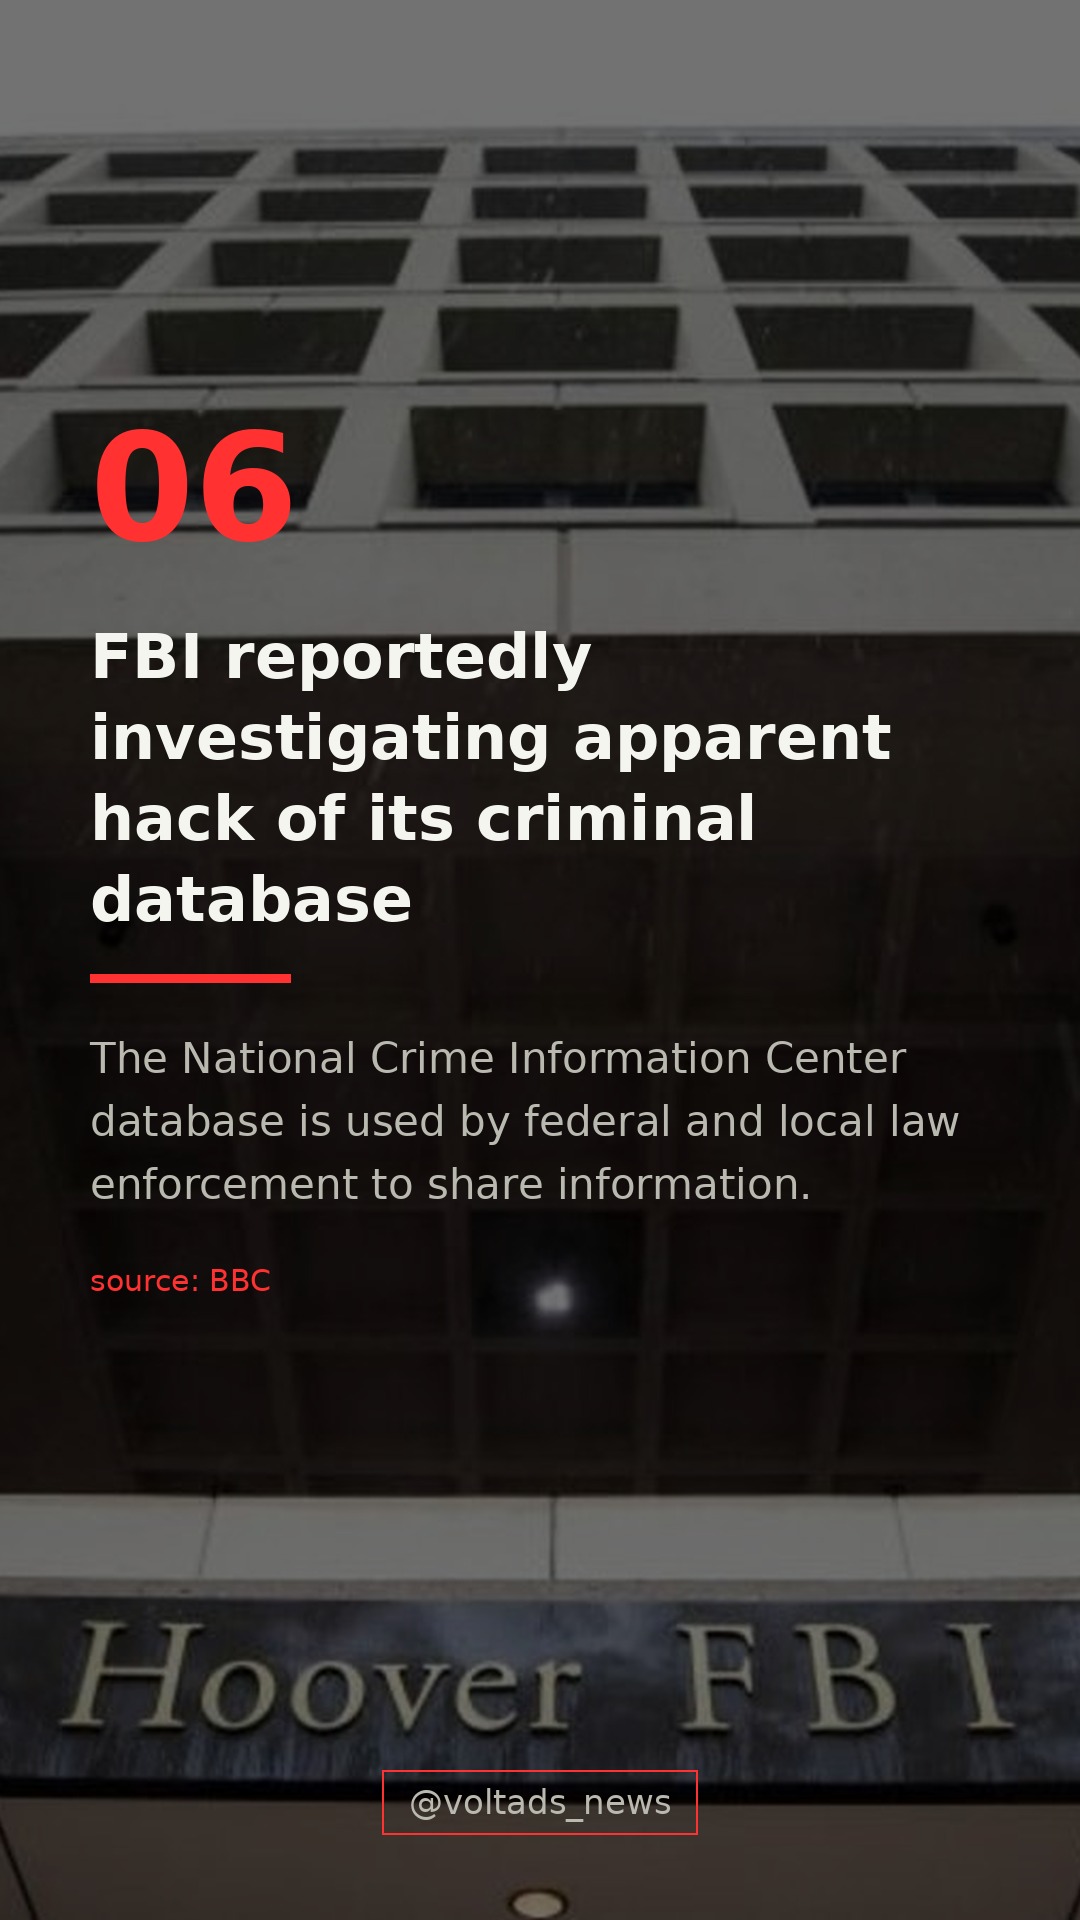 06
FBI reportedly
investigating apparent
hack of its criminal
database
The National Crime Information Center
database is used by federal and local law
enforcement to share information.
source: BBC
Hoover FBI
@voltads_news